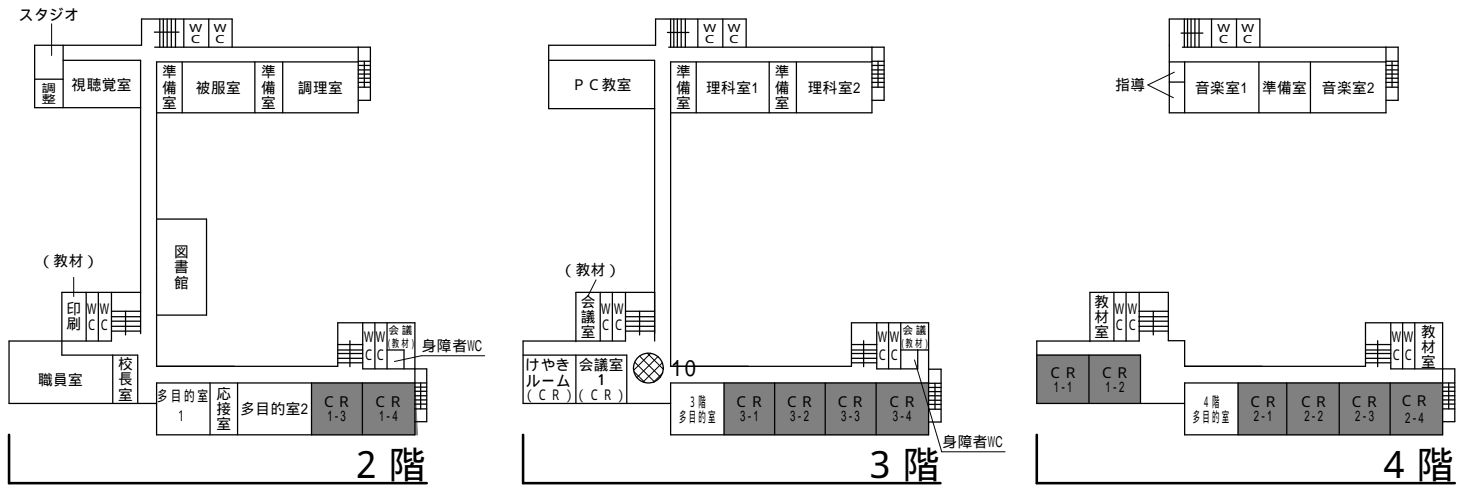 スタジオ
WC
WC
調整
視聴覚室
準備室
被服室
準備室
調理室
図書館
(教材)
印刷
WC
WC
職員室
校長室
WC
WC
会議
(教材)
身障者WC
多目的室
1
応接室
多目的室2
CR
1-3
CR
1-4
2階
WC
WC
PC教室
準備室
理科室1
準備室
理科室2
(教材)
会議室
WC
WC
けやき
ルーム
(CR)
会議室
1
(CR)
10
WC
WC
会議
(教材)
3階
多目的室
CR
3-1
CR
3-2
CR
3-3
CR
3-4
身障者WC
3階
WC
WC
指導
音楽室1
準備室
音楽室2
教材室
WC
WC
CR
1-1
CR
1-2
WC
WC
教材室
4階
多目的室
CR
2-1
CR
2-2
CR
2-3
CR
2-4
4階